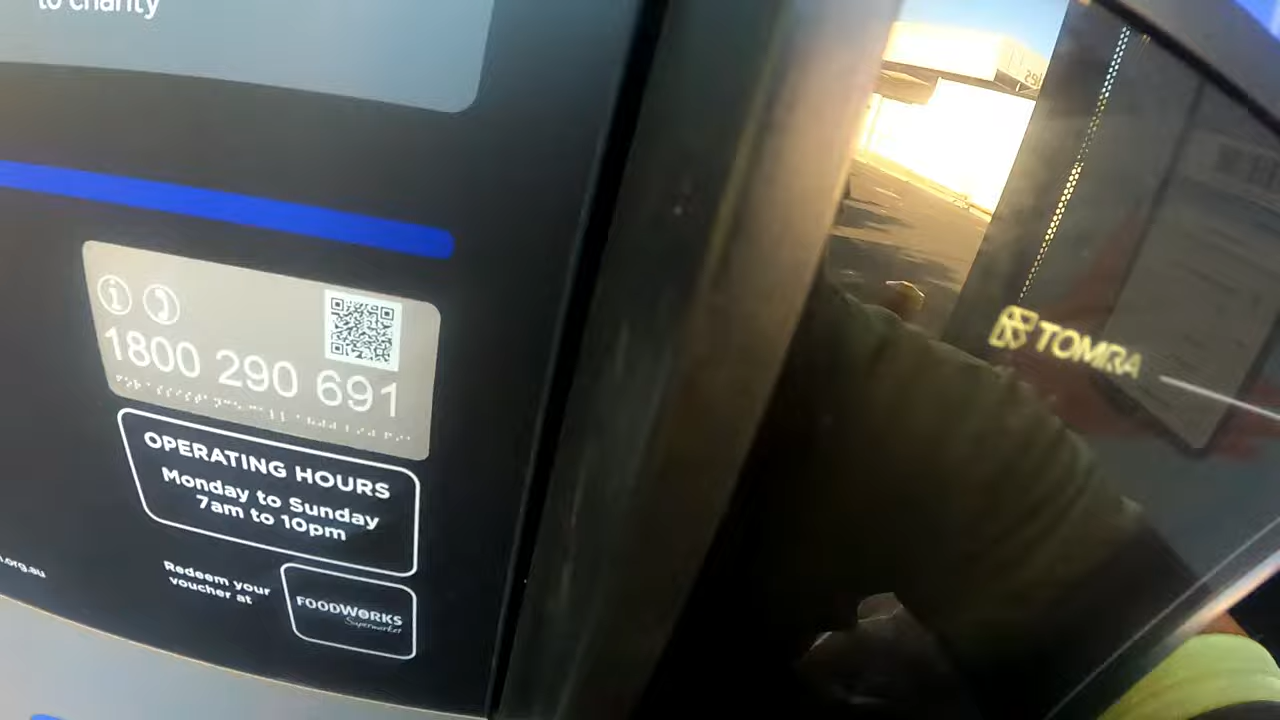 to charity
1800 290 691
OPERATING HOURS
Monday to Sunday
7am to 10pm
.org.au
Redeem your
voucher at
FOODWORKS
Supermarket
TOMRA